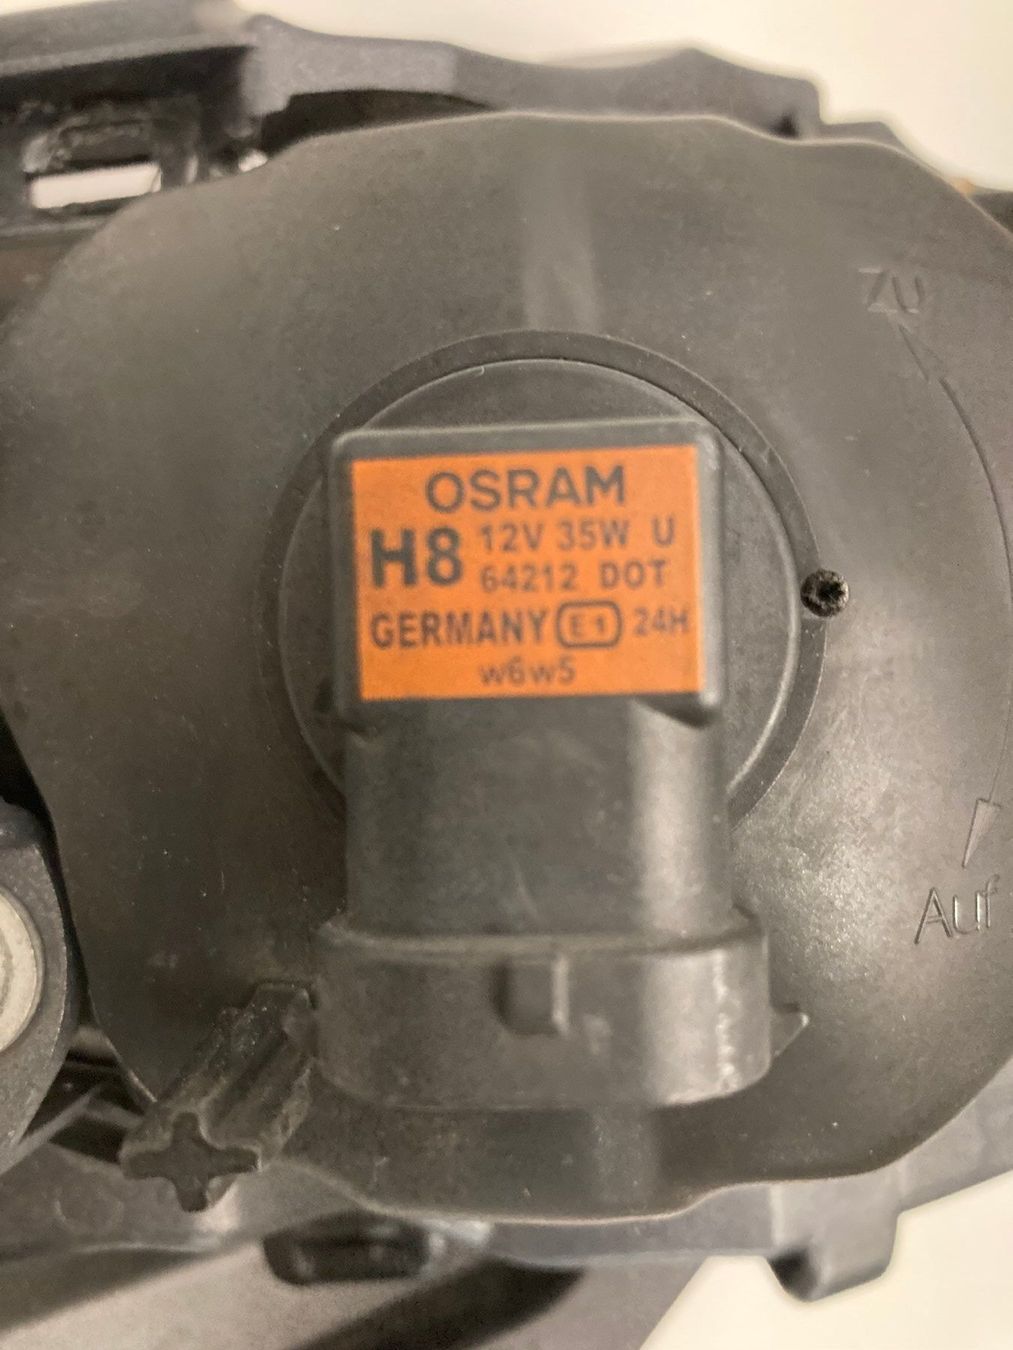 Zu
OSRAM
H8 12V 35W U
64212 DOT
GERMANY E1 24H
w6w5
Auf